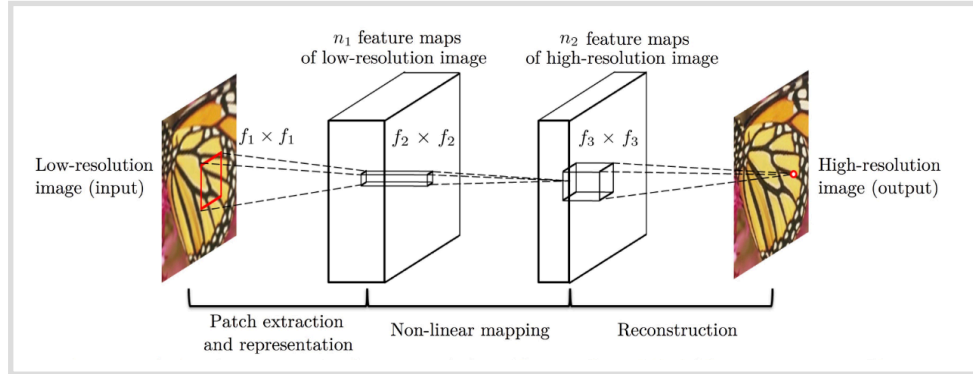 n₁ feature maps
of low-resolution image
n₂ feature maps
of high-resolution image
f₁ × f₁
f₂ × f₂
f₃ × f₃
Low-resolution
image (input)
High-resolution
image (output)
Patch extraction
and representation
Non-linear mapping
Reconstruction